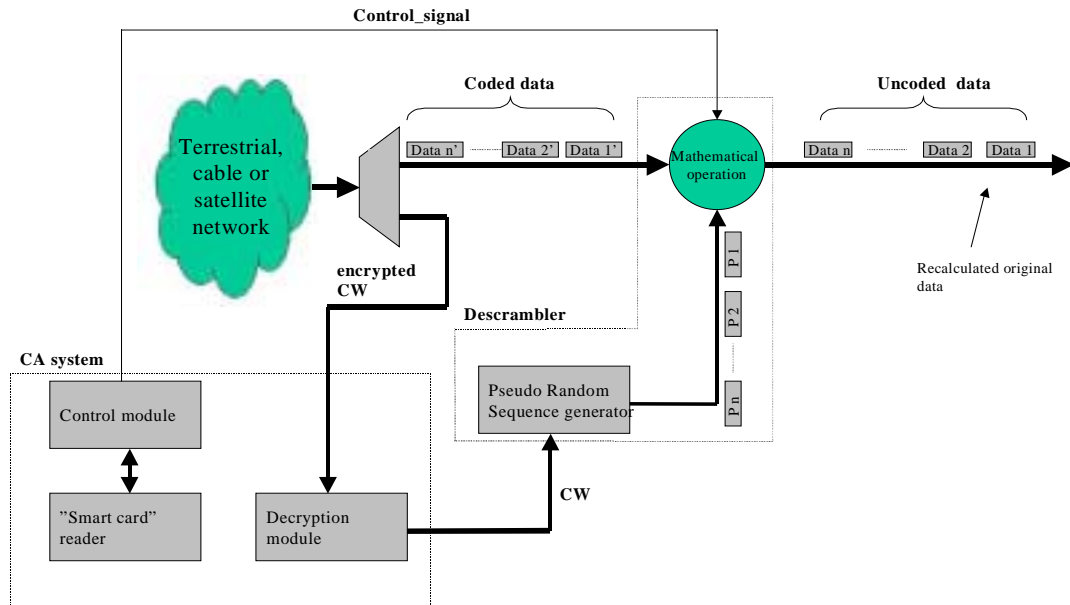 Control_signal
Coded data
Uncoded data
Terrestrial,
cable or
satellite
network
Data n’
Data 2’
Data 1’
Mathematical
operation
Data n
Data 2
Data 1
encrypted
CW
P 1
Recalculated original
data
Descrambler
P 2
CA system
Pseudo Random
Sequence generator
P n
Control module
CW
”Smart card”
reader
Decryption
module